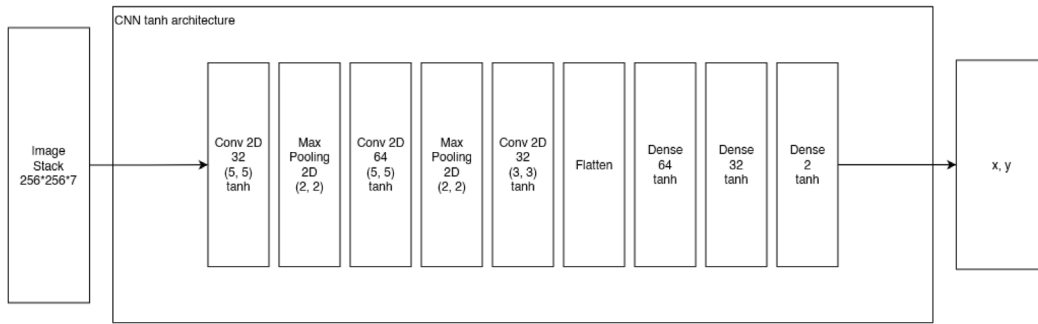 CNN tanh architecture
Image
Stack
256*256*7
Conv 2D
32
(5, 5)
tanh
Max
Pooling
2D
(2, 2)
Conv 2D
64
(5, 5)
tanh
Max
Pooling
2D
(2, 2)
Conv 2D
32
(3, 3)
tanh
Flatten
Dense
64
tanh
Dense
32
tanh
Dense
2
tanh
x, y